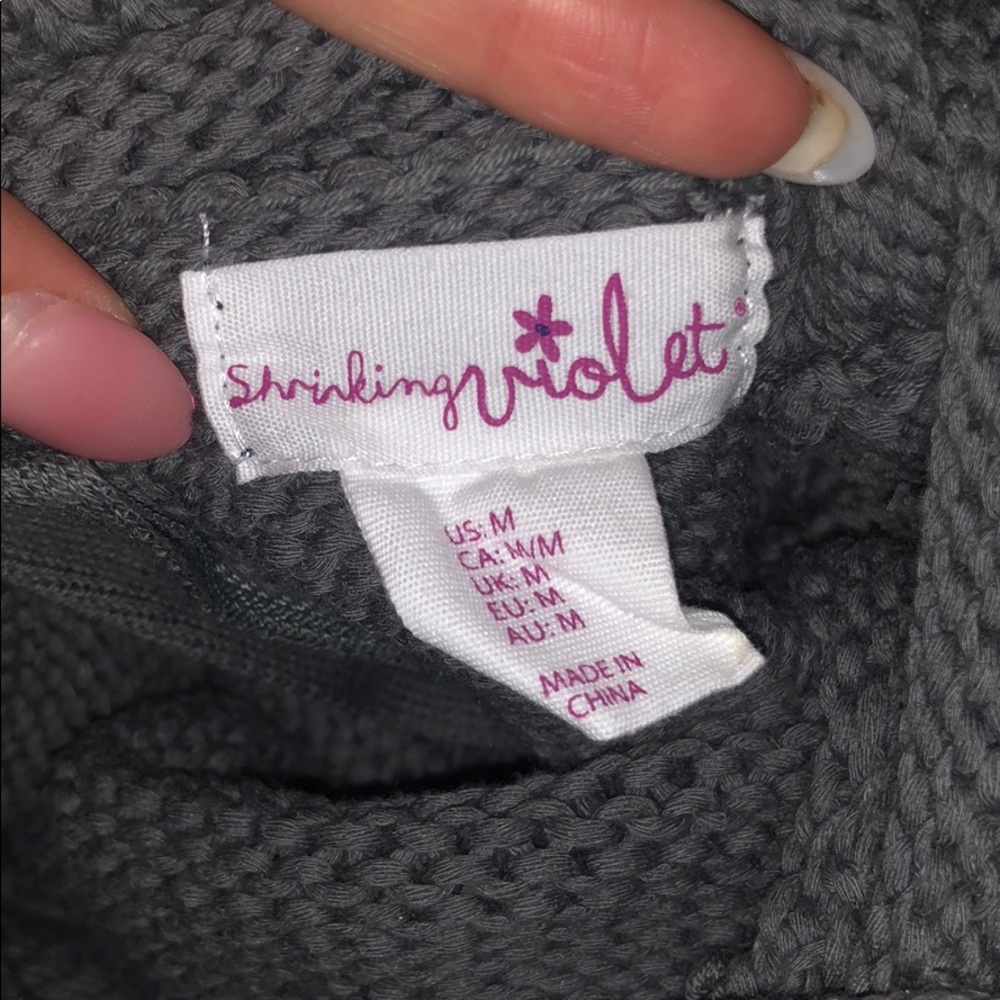 Shrinking violet®
US: M
CA: M/M
UK: M
EU: M
AU: M
MADE IN
CHINA